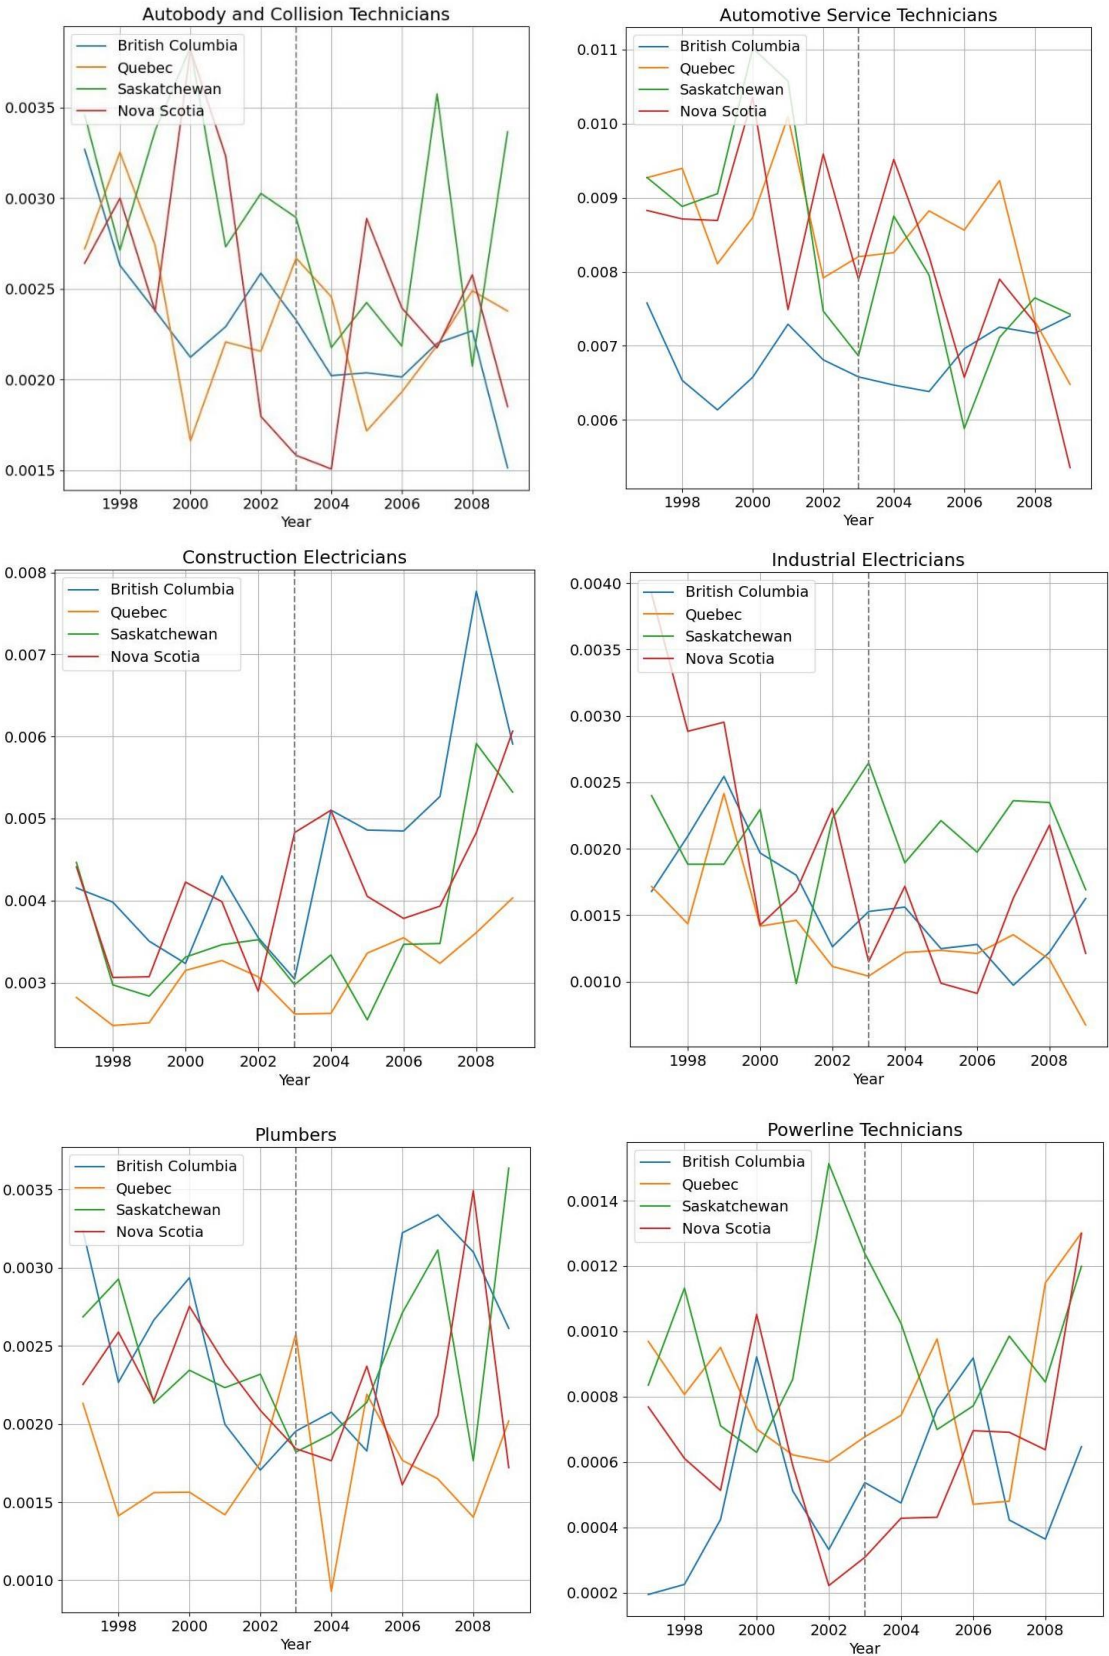 Autobody and Collision Technicians
British Columbia
Quebec
Saskatchewan
Nova Scotia
0.0035
0.0030
0.0025
0.0020
0.0015
1998 2000 2002 2004 2006 2008
Year
Automotive Service Technicians
British Columbia
Quebec
Saskatchewan
Nova Scotia
0.011
0.010
0.009
0.008
0.007
0.006
1998 2000 2002 2004 2006 2008
Year
Construction Electricians
British Columbia
Quebec
Saskatchewan
Nova Scotia
0.008
0.007
0.006
0.005
0.004
0.003
1998 2000 2002 2004 2006 2008
Year
Industrial Electricians
British Columbia
Quebec
Saskatchewan
Nova Scotia
0.0040
0.0035
0.0030
0.0025
0.0020
0.0015
0.0010
1998 2000 2002 2004 2006 2008
Year
Plumbers
British Columbia
Quebec
Saskatchewan
Nova Scotia
0.0035
0.0030
0.0025
0.0020
0.0015
0.0010
1998 2000 2002 2004 2006 2008
Year
Powerline Technicians
British Columbia
Quebec
Saskatchewan
Nova Scotia
0.0014
0.0012
0.0010
0.0008
0.0006
0.0004
0.0002
1998 2000 2002 2004 2006 2008
Year